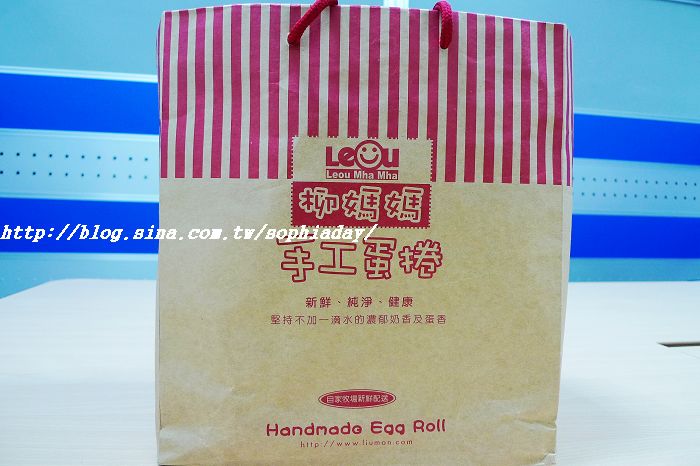 LeOU
Leou Mha Mha
柳媽媽
http://blog.sina.com.tw/sophiaday/
手工蛋捲
新鮮、純淨、健康
堅持不加一滴水的濃郁奶香及蛋香
自家牧場新鮮配送
Handmade Egg Roll
http://www.liumon.com